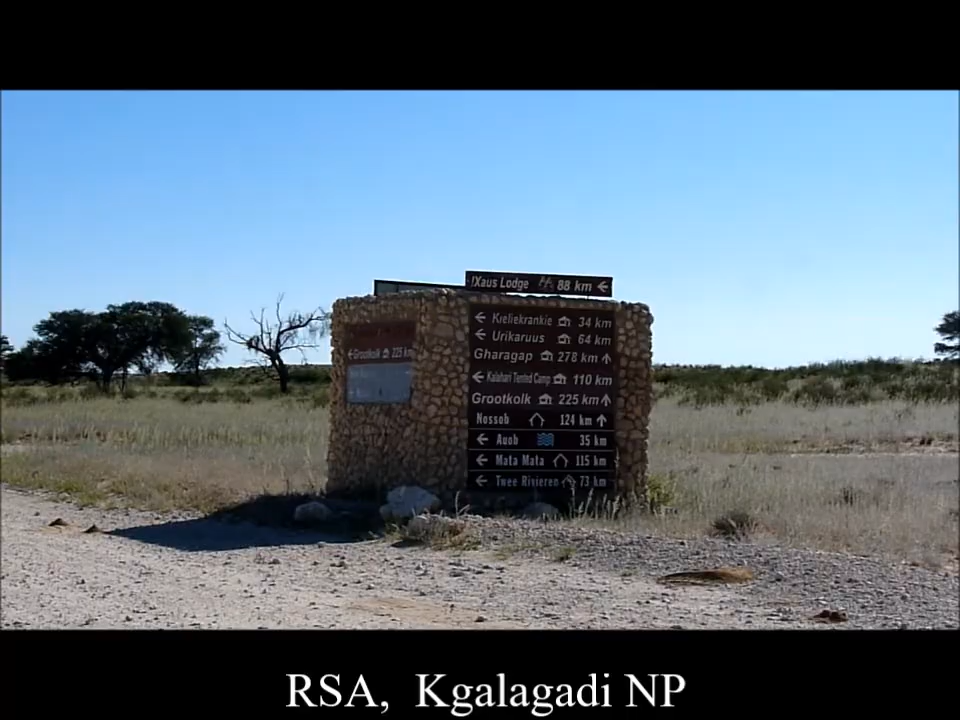 !Xaus Lodge 88 km ←
← Kieliekrankie 34 km
← Urikaruus 64 km
Gharagap 278 km ↑
← Kalahari Tented Camp 110 km
Grootkolk 225 km ↑
Nossob 124 km ↑
← Auob 35 km
← Mata Mata 115 km
← Twee Rivieren 73 km
Grootkolk 225
RSA, Kgalagadi NP